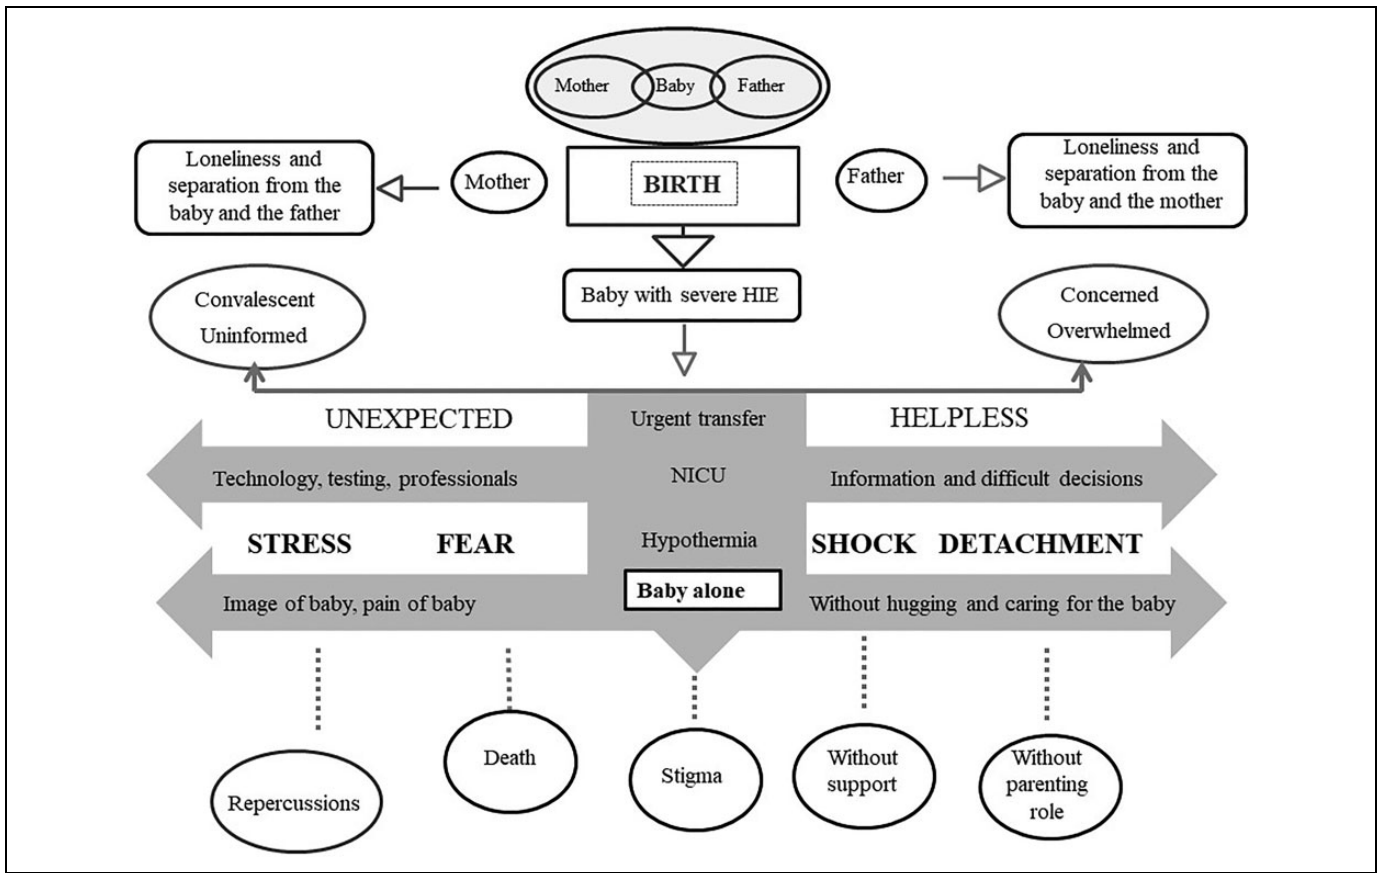 Mother
Baby
Father
Loneliness and
separation from the
baby and the father
Mother
BIRTH
Father
Loneliness and
separation from the
baby and the mother
Convalescent
Uninformed
Baby with severe HIE
Concerned
Overwhelmed
UNEXPECTED
Urgent transfer
HELPLESS
Technology, testing, professionals
NICU
Information and difficult decisions
STRESS
FEAR
Hypothermia
SHOCK
DETACHMENT
Image of baby, pain of baby
Baby alone
Without hugging and caring for the baby
Repercussions
Death
Stigma
Without
support
Without
parenting
role